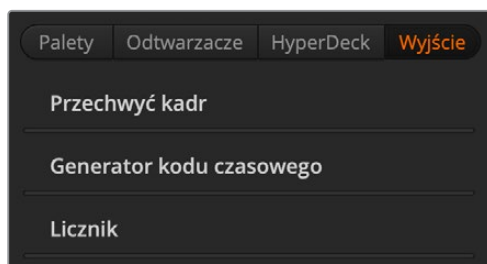 Palety Odtwarzacze HyperDeck Wyjście
Przechwyć kadr
Generator kodu czasowego
Licznik